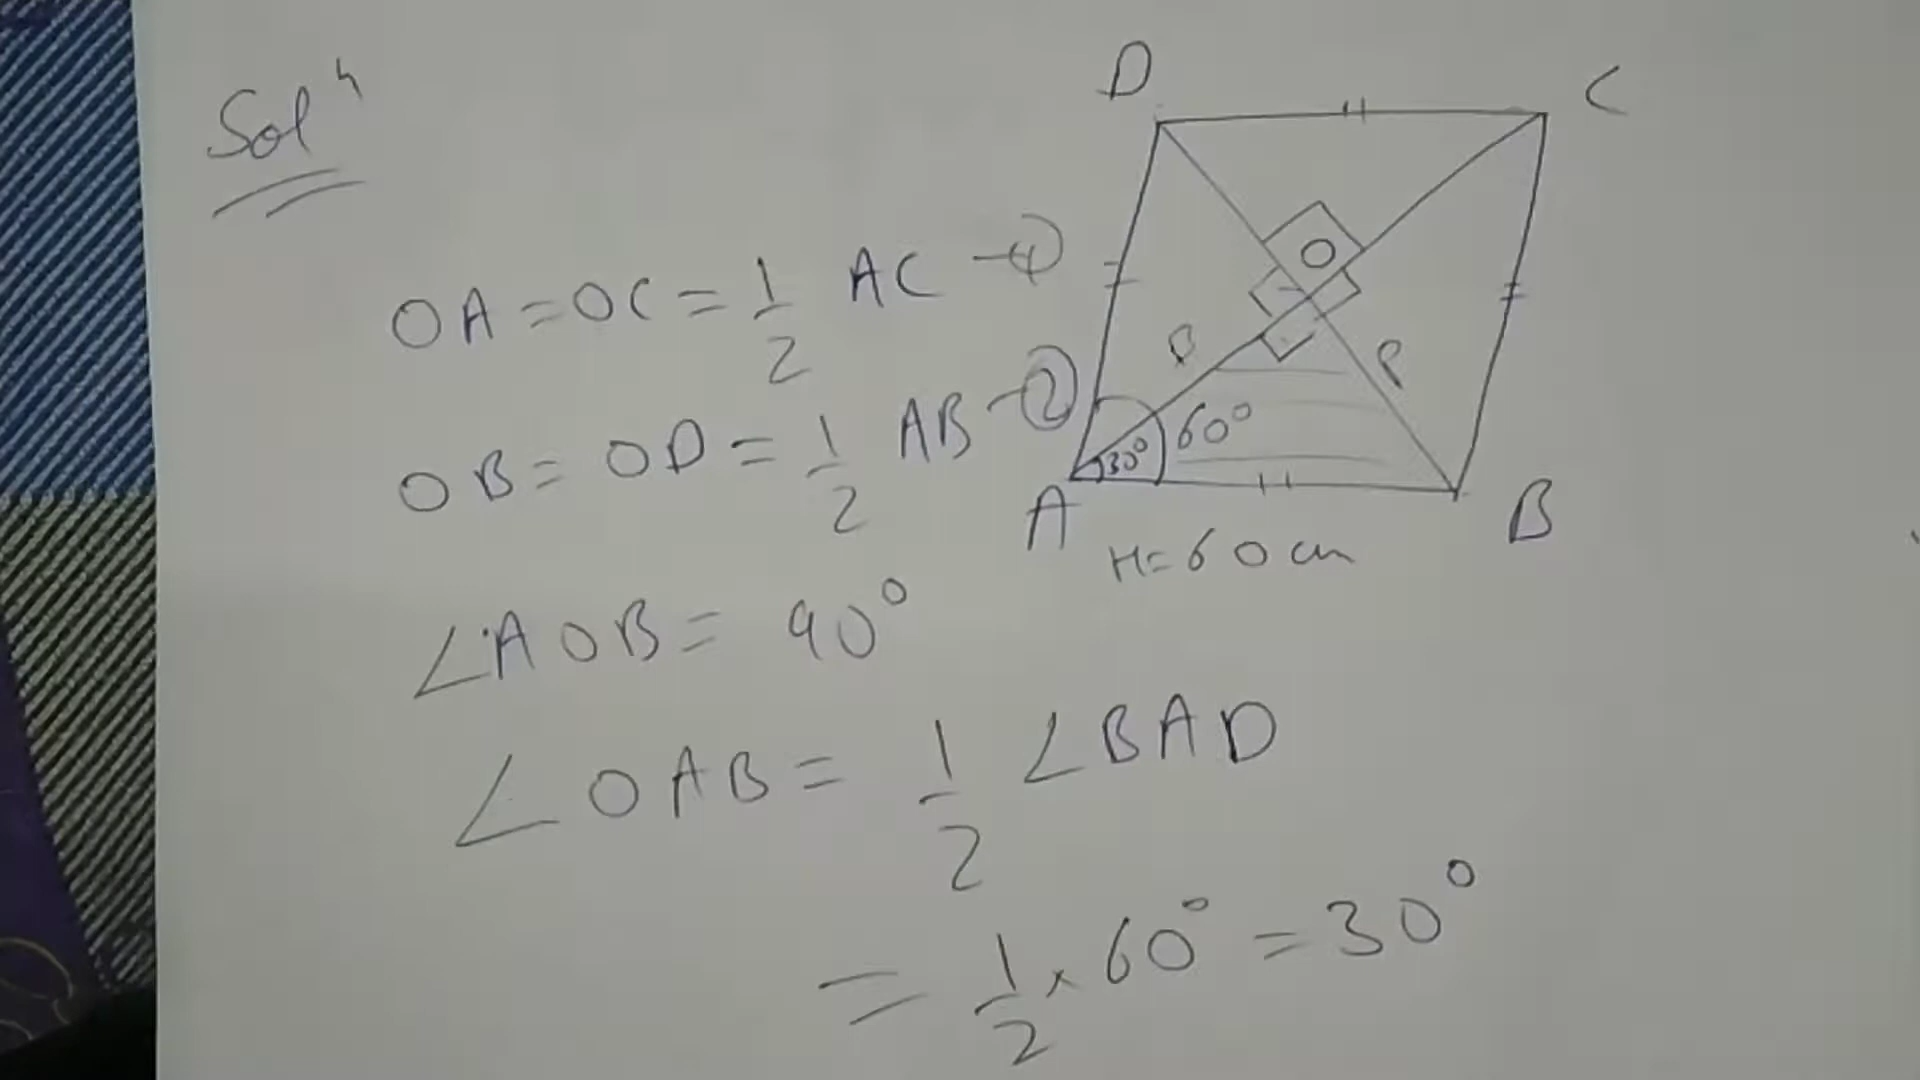 Solⁿ
OA = OC = 1/2 AC —①
OB = OD = 1/2 AB —②
∠AOB = 90°
∠OAB = 1/2 ∠BAD
= 1/2 × 60° = 30°
D
C
O
B
P
30°
60°
A
B
H = 60 cm